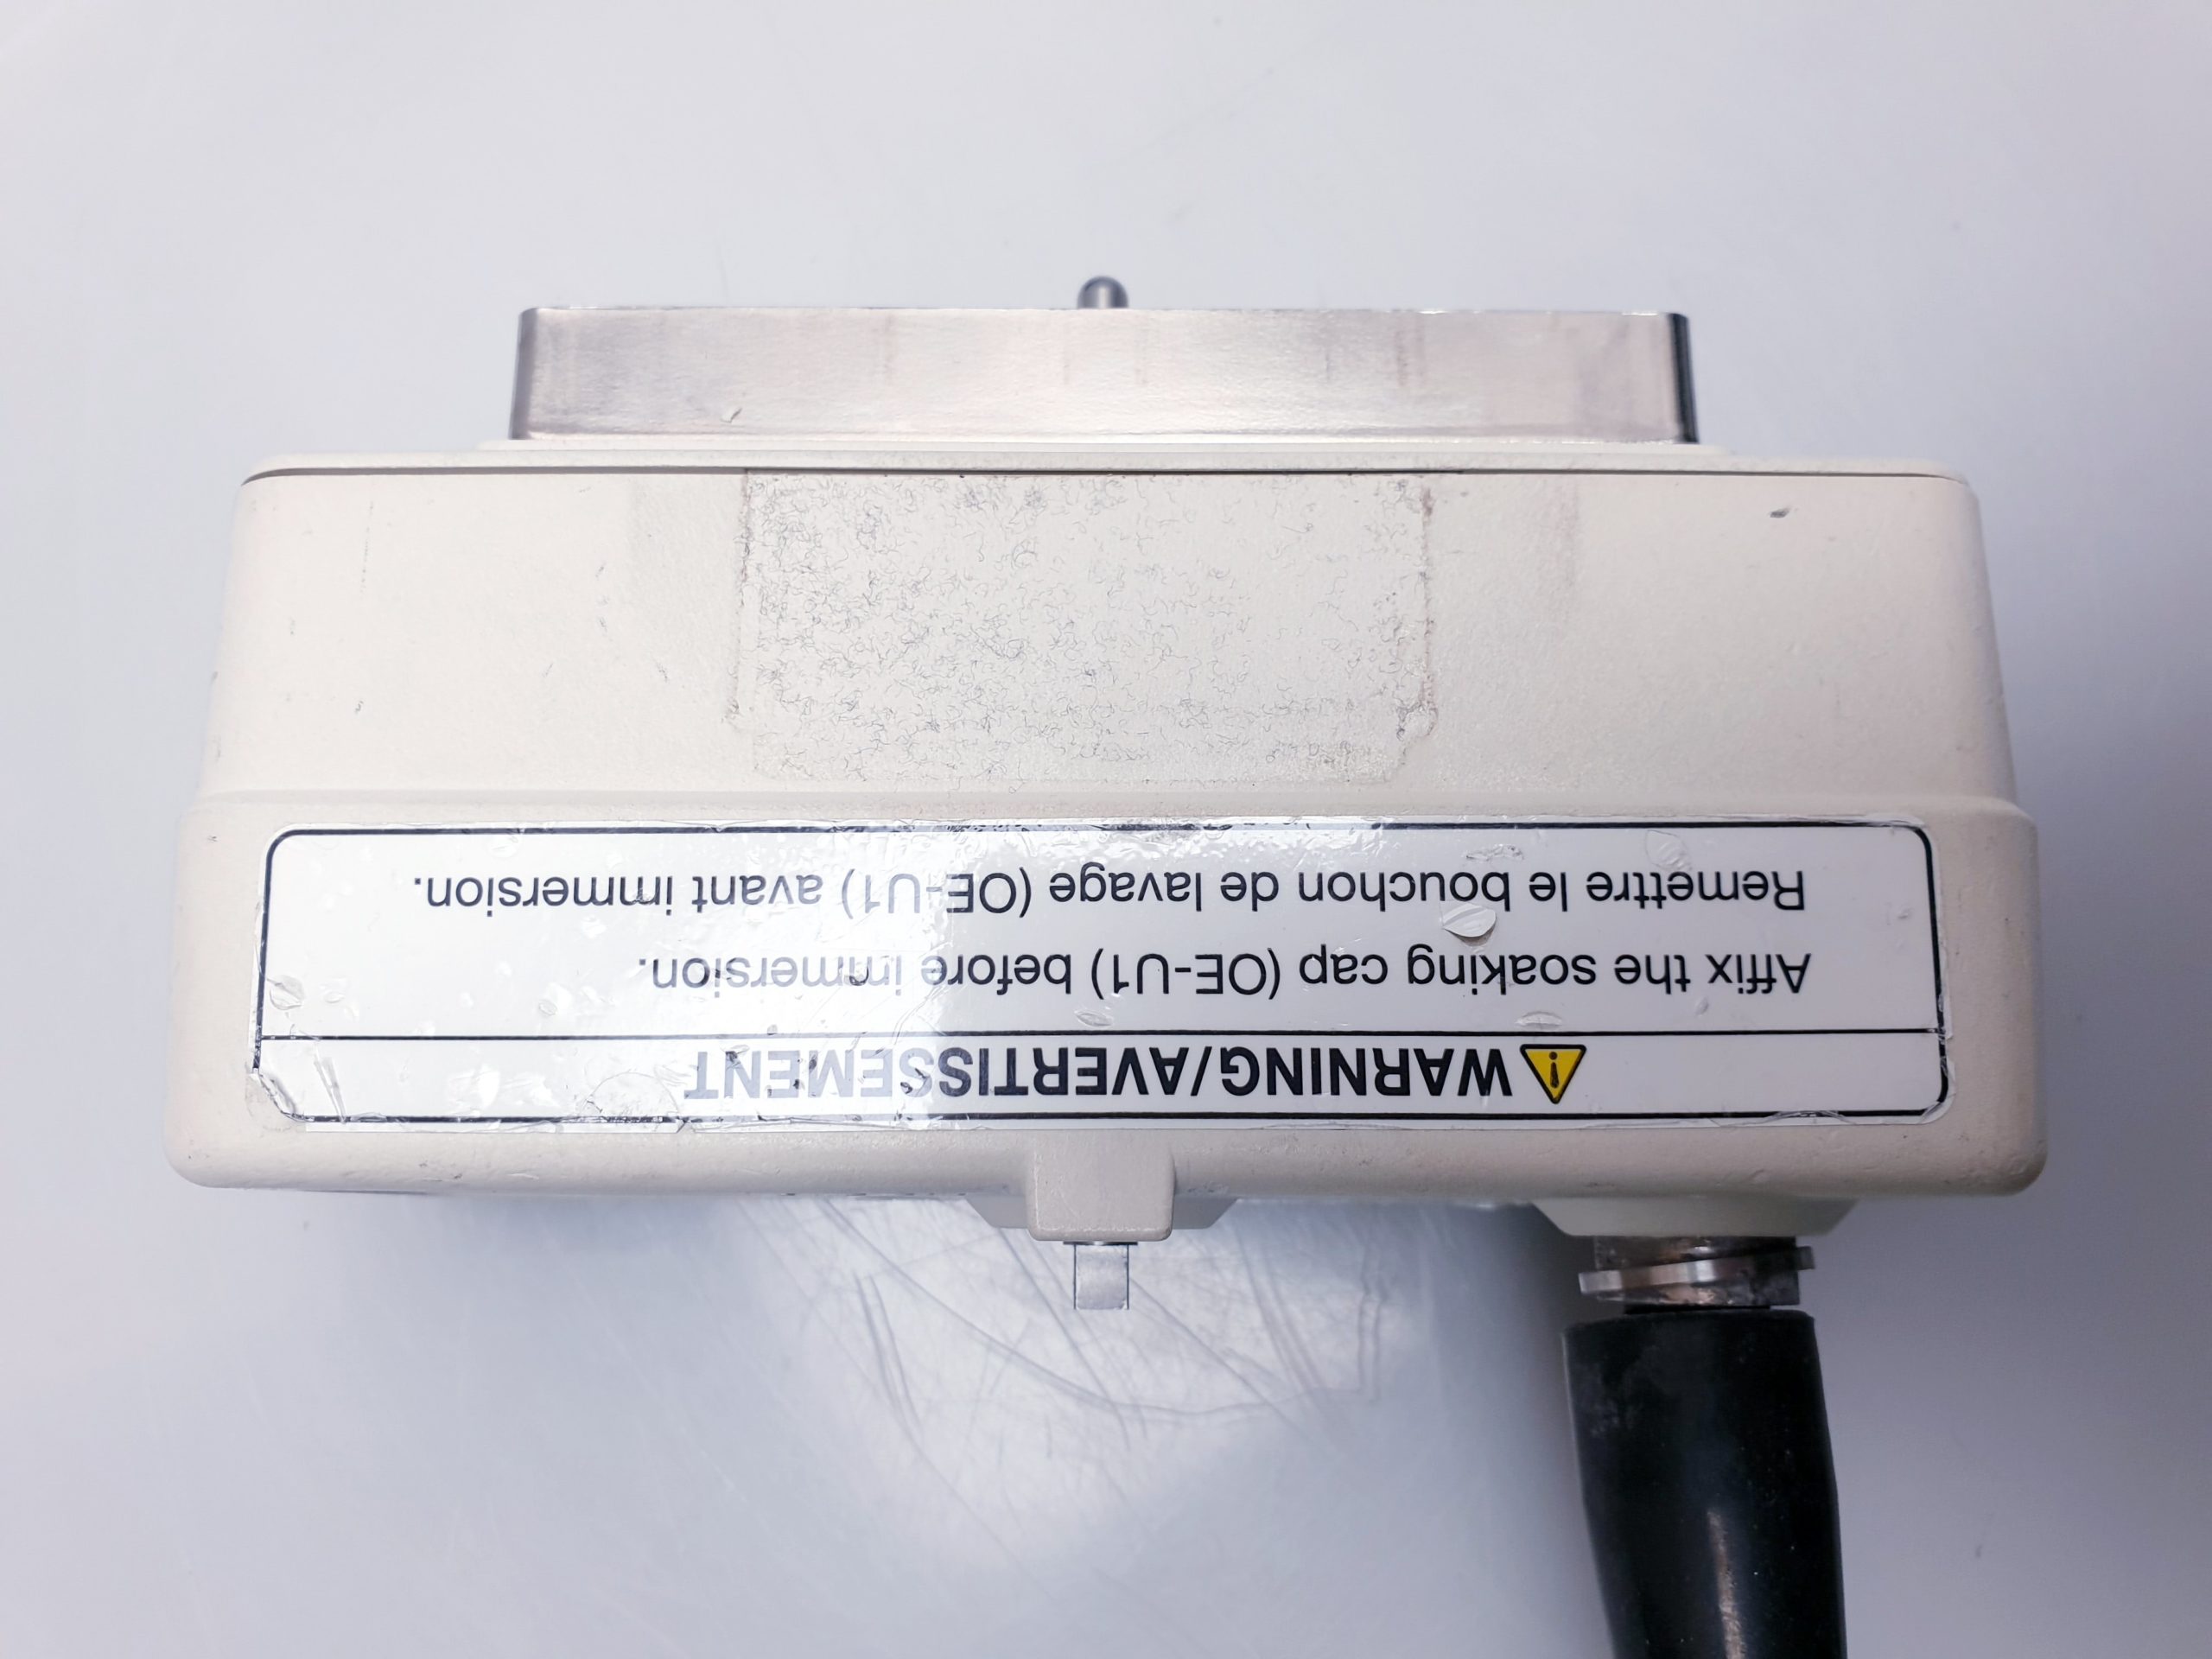 WARNING/AVERTISSEMENT
Affix the soaking cap (OE-U1) before immersion.
Remettre le bouchon de lavage (OE-U1) avant immersion.